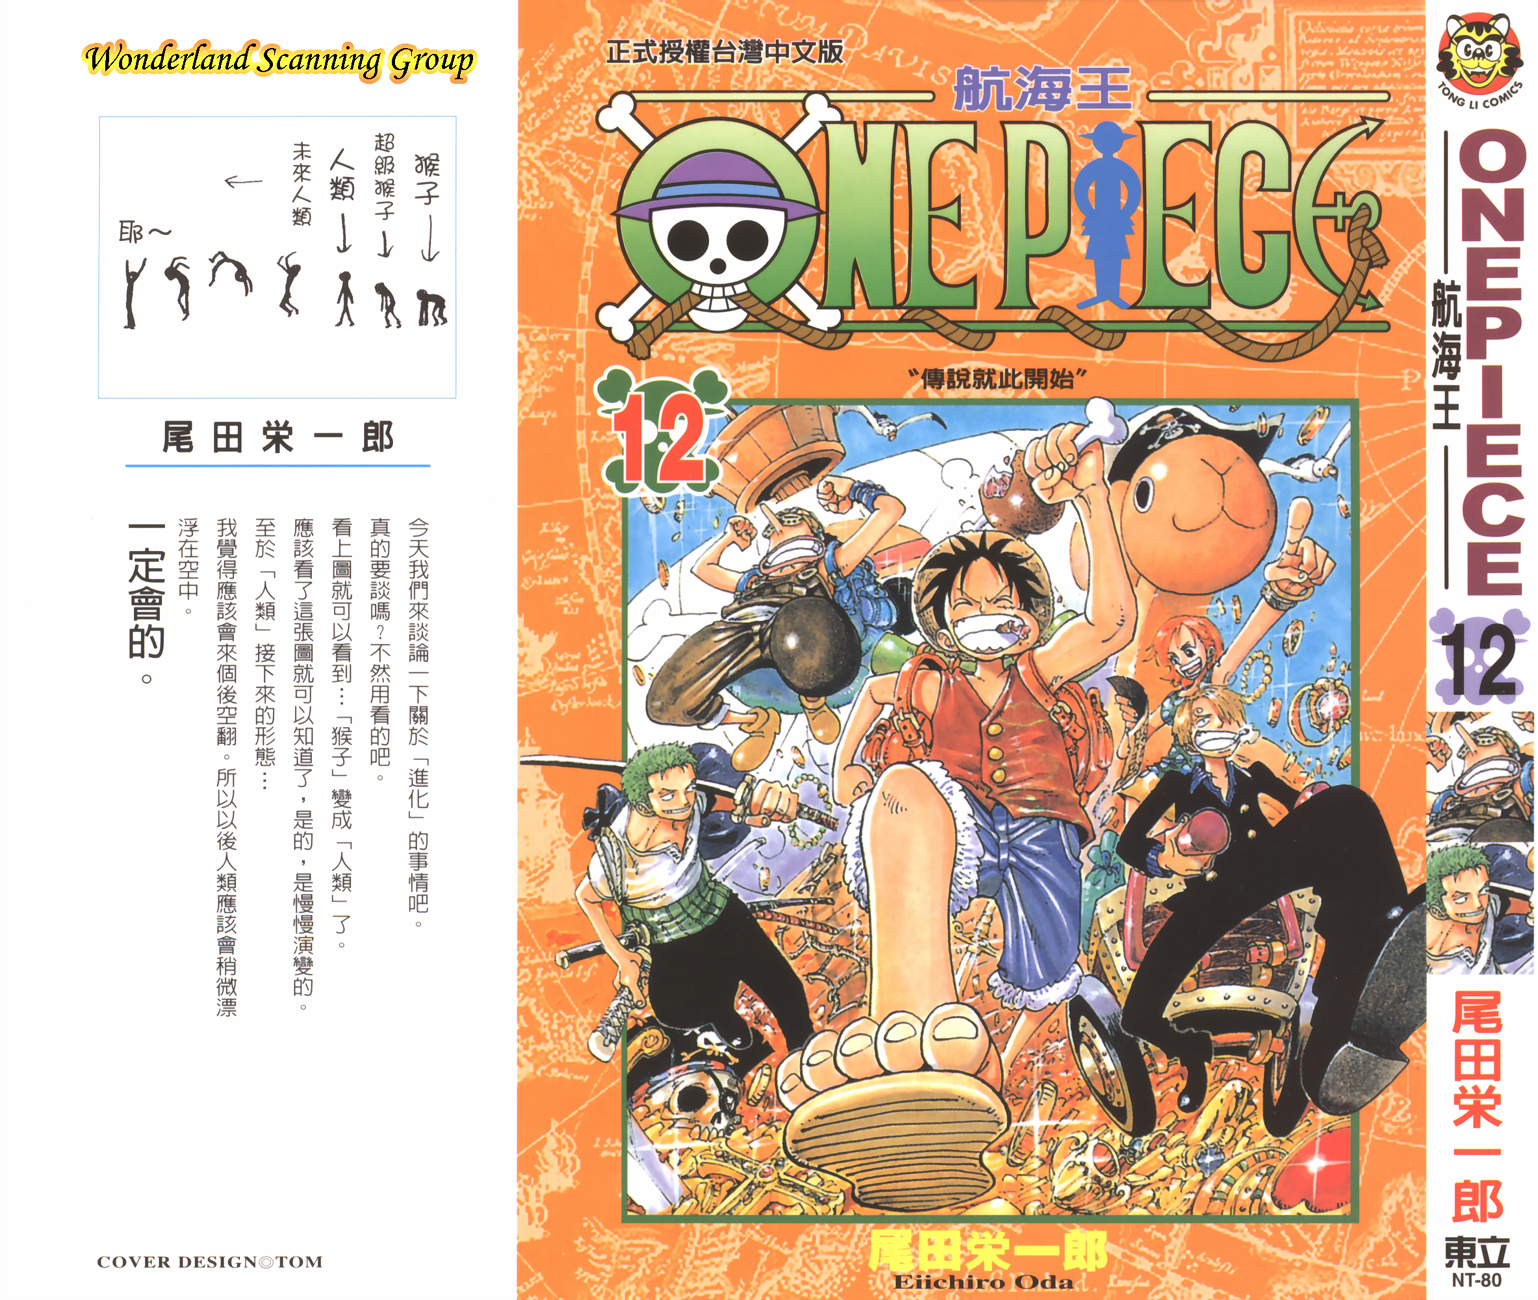 Wonderland Scanning Group
猴子
超級猴子
人類
未來人類
耶～
尾田栄一郎
今天我們來談論一下關於「進化」的事情吧。
真的要談嗎？不然用看的吧。
看上圖就可以看到…「猴子」變成「人類」了。
應該看了這張圖就可以知道了，是的，是慢慢演變的。
至於「人類」接下來的形態…
我覺得應該會來個後空翻。所以以後人類應該會稍微漂
浮在空中。
一定會的。
COVER DESIGN◎TOM
正式授權台灣中文版
航海王
ONE PIECE
〝傳說就此開始〞
12
尾田栄一郎
Eiichiro Oda
TONG LI COMICS
ONE PIECE
航海王
12
尾田栄一郎
東立
NT-80